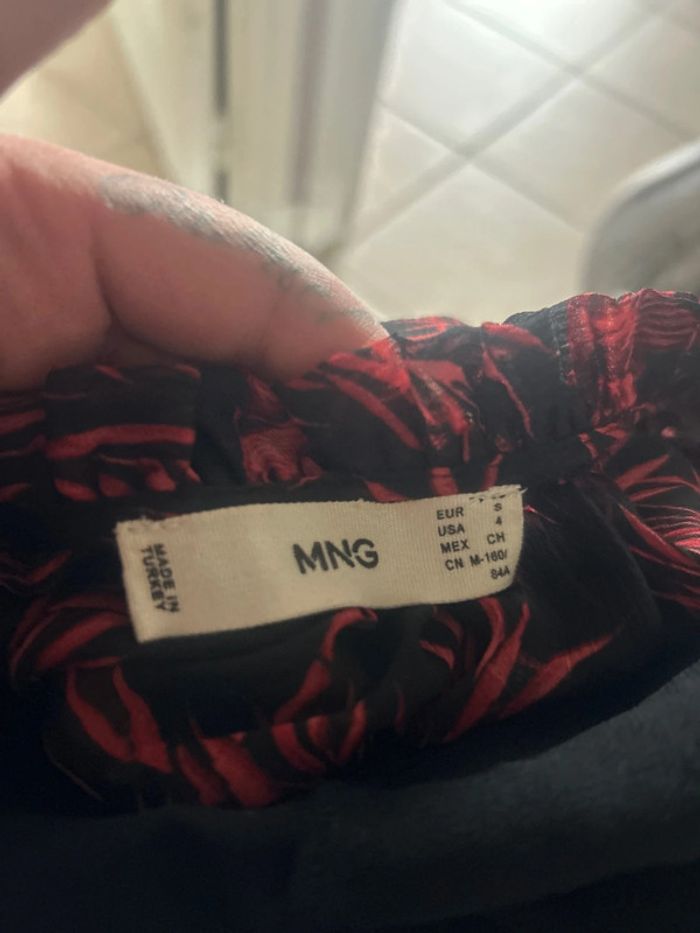 MADE IN
TURKEY
MNG
EUR S
USA 4
MEX CH
CN M-160/
84A